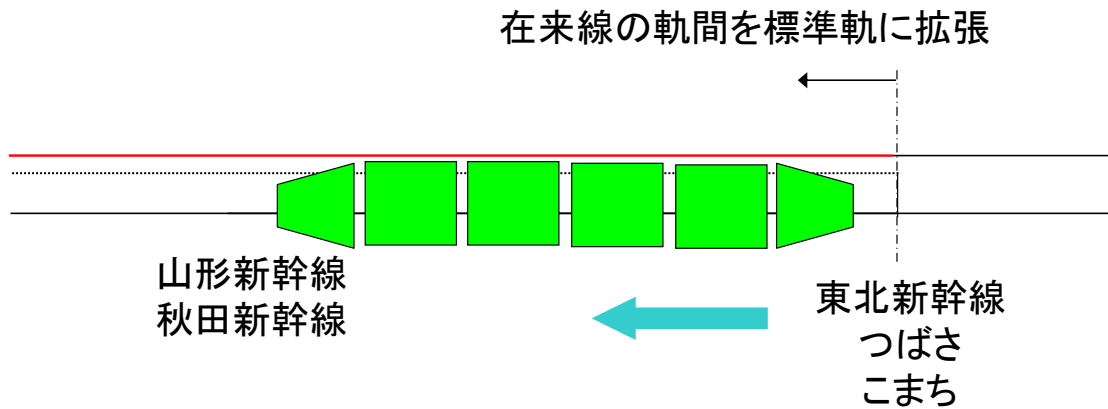 在来線の軌間を標準軌に拡張
山形新幹線
秋田新幹線
東北新幹線
つばさ
こまち